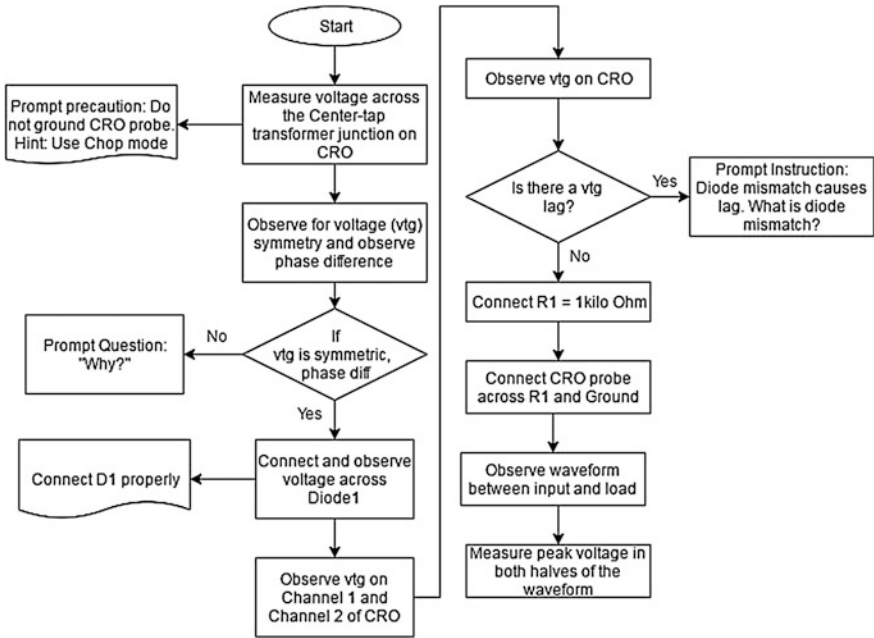 Start
Prompt precaution: Do
not ground CRO probe.
Hint: Use Chop mode
Measure voltage across
the Center-tap
transformer junction on
CRO
Observe for voltage (vtg)
symmetry and observe
phase difference
Prompt Question:
"Why?"
No
If
vtg is symmetric,
phase diff
Yes
Connect D1 properly
Connect and observe
voltage across
Diode1
Observe vtg on
Channel 1 and
Channel 2 of CRO
Observe vtg on CRO
Is there a vtg
lag?
Yes
Prompt Instruction:
Diode mismatch causes
lag. What is diode
mismatch?
No
Connect R1 = 1kilo Ohm
Connect CRO probe
across R1 and Ground
Observe waveform
between input and load
Measure peak voltage in
both halves of the
waveform